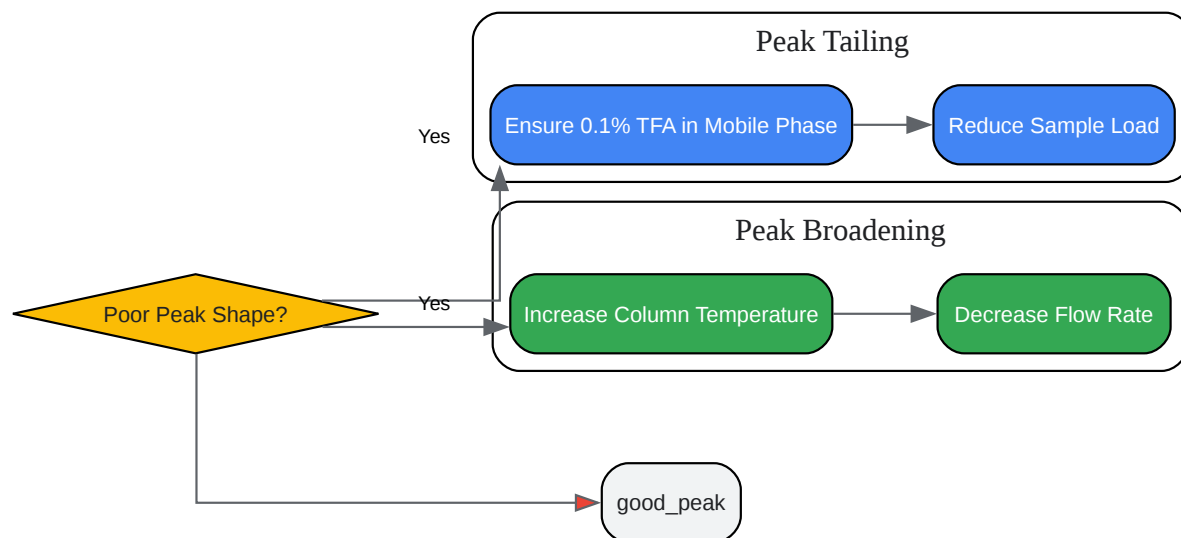 Peak Tailing
Yes
Ensure 0.1% TFA in Mobile Phase
Reduce Sample Load
Peak Broadening
Poor Peak Shape?
Yes
Increase Column Temperature
Decrease Flow Rate
good_peak